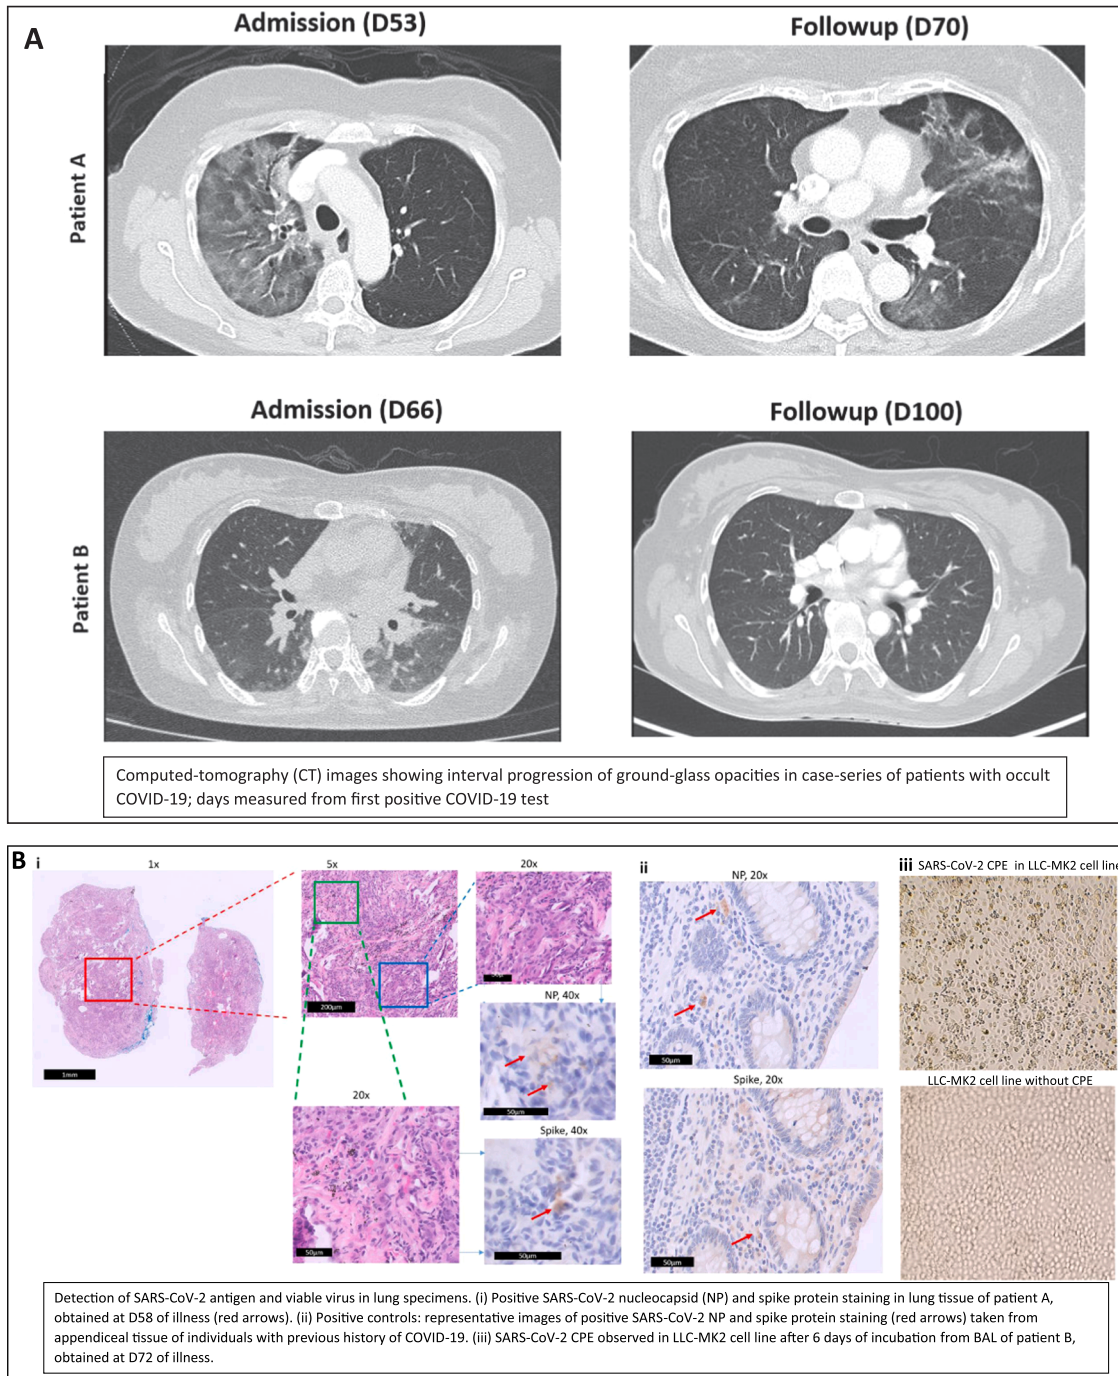 A
Admission (D53)
Followup (D70)
Patient A
Admission (D66)
Followup (D100)
Patient B
Computed-tomography (CT) images showing interval progression of ground-glass opacities in case-series of patients with occult
COVID-19; days measured from first positive COVID-19 test
B
i
1x
5x
20x
ii
NP, 20x
iii SARS-CoV-2 CPE in LLC-MK2 cell line
200µm
NP, 40x
50µm
1mm
50µm
LLC-MK2 cell line without CPE
Spike, 20x
20x
Spike, 40x
50µm
50µm
50µm
Detection of SARS-CoV-2 antigen and viable virus in lung specimens. (i) Positive SARS-CoV-2 nucleocapsid (NP) and spike protein staining in lung tissue of patient A,
obtained at D58 of illness (red arrows). (ii) Positive controls: representative images of positive SARS-CoV-2 NP and spike protein staining (red arrows) taken from
appendiceal tissue of individuals with previous history of COVID-19. (iii) SARS-CoV-2 CPE observed in LLC-MK2 cell line after 6 days of incubation from BAL of patient B,
obtained at D72 of illness.